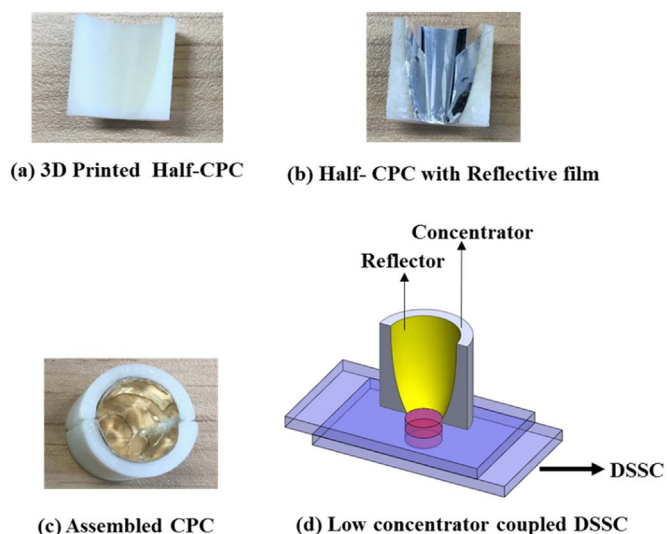 (a) 3D Printed Half-CPC
(b) Half- CPC with Reflective film
Concentrator
Reflector
DSSC
(c) Assembled CPC
(d) Low concentrator coupled DSSC